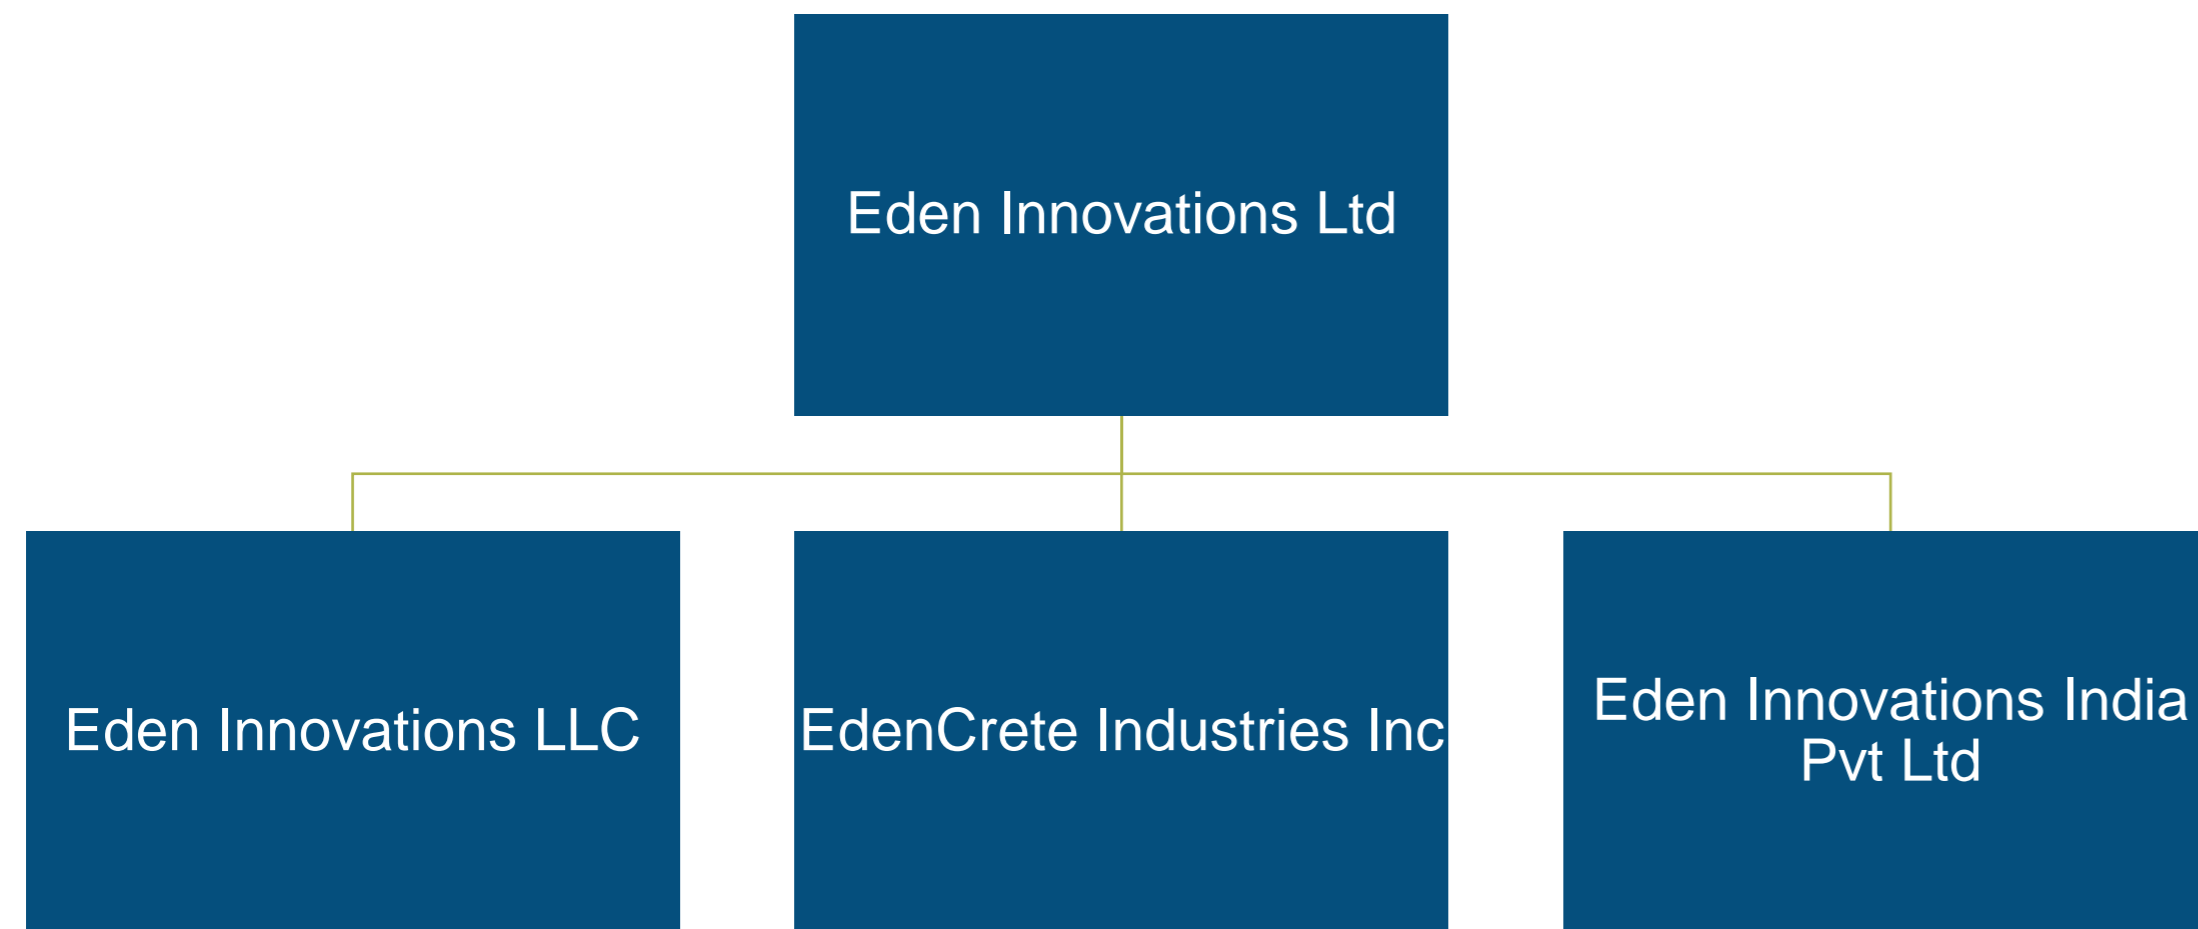 Eden Innovations Ltd
Eden Innovations LLC
EdenCrete Industries Inc
Eden Innovations India
Pvt Ltd